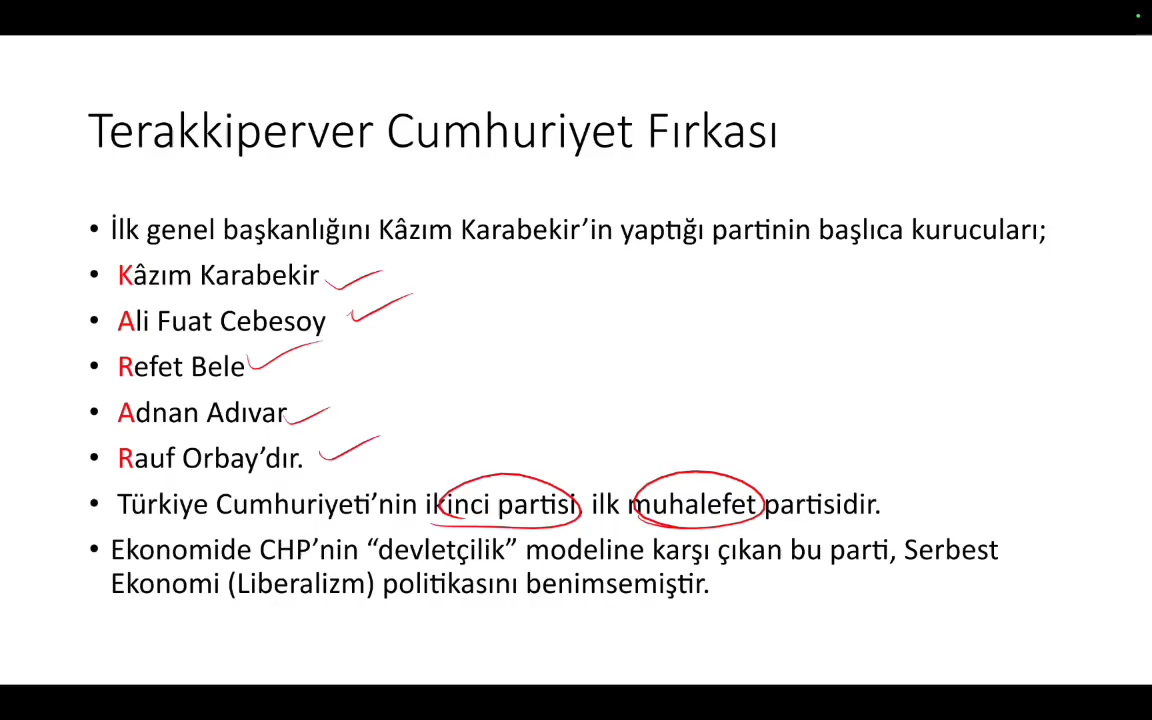 Terakkiperver Cumhuriyet Fırkası
• İlk genel başkanlığını Kâzım Karabekir’in yaptığı partinin başlıca kurucuları;
• Kâzım Karabekir
• Ali Fuat Cebesoy
• Refet Bele
• Adnan Adıvar
• Rauf Orbay’dır.
• Türkiye Cumhuriyeti’nin ikinci partisi, ilk muhalefet partisidir.
• Ekonomide CHP’nin “devletçilik” modeline karşı çıkan bu parti, Serbest
Ekonomi (Liberalizm) politikasını benimsemiştir.